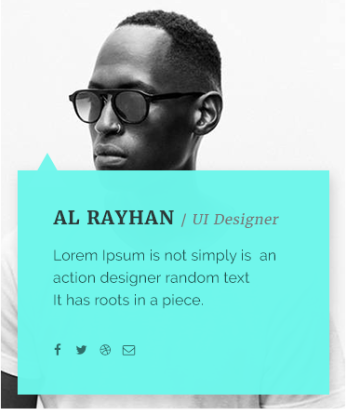 AL RAYHAN / UI Designer
Lorem Ipsum is not simply is an
action designer random text
It has roots in a piece.